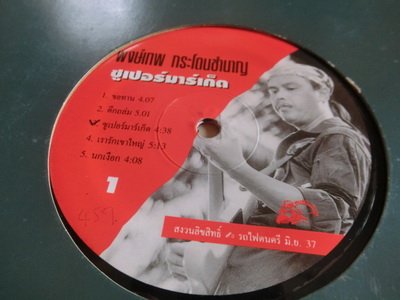 พงษ์เทพ กระโดนชำนาญ
ซูเปอร์มาร์เก็ต
1. ขอทาน 4.07
2. ตึกถล่ม 5.01
✓ ซูเปอร์มาร์เก็ต 4:38
4. เรารักเขาใหญ่ 5:13
5. นกเงือก 4:08
1
สงวนลิขสิทธิ์ รถไฟดนตรี มิ.ย. 37